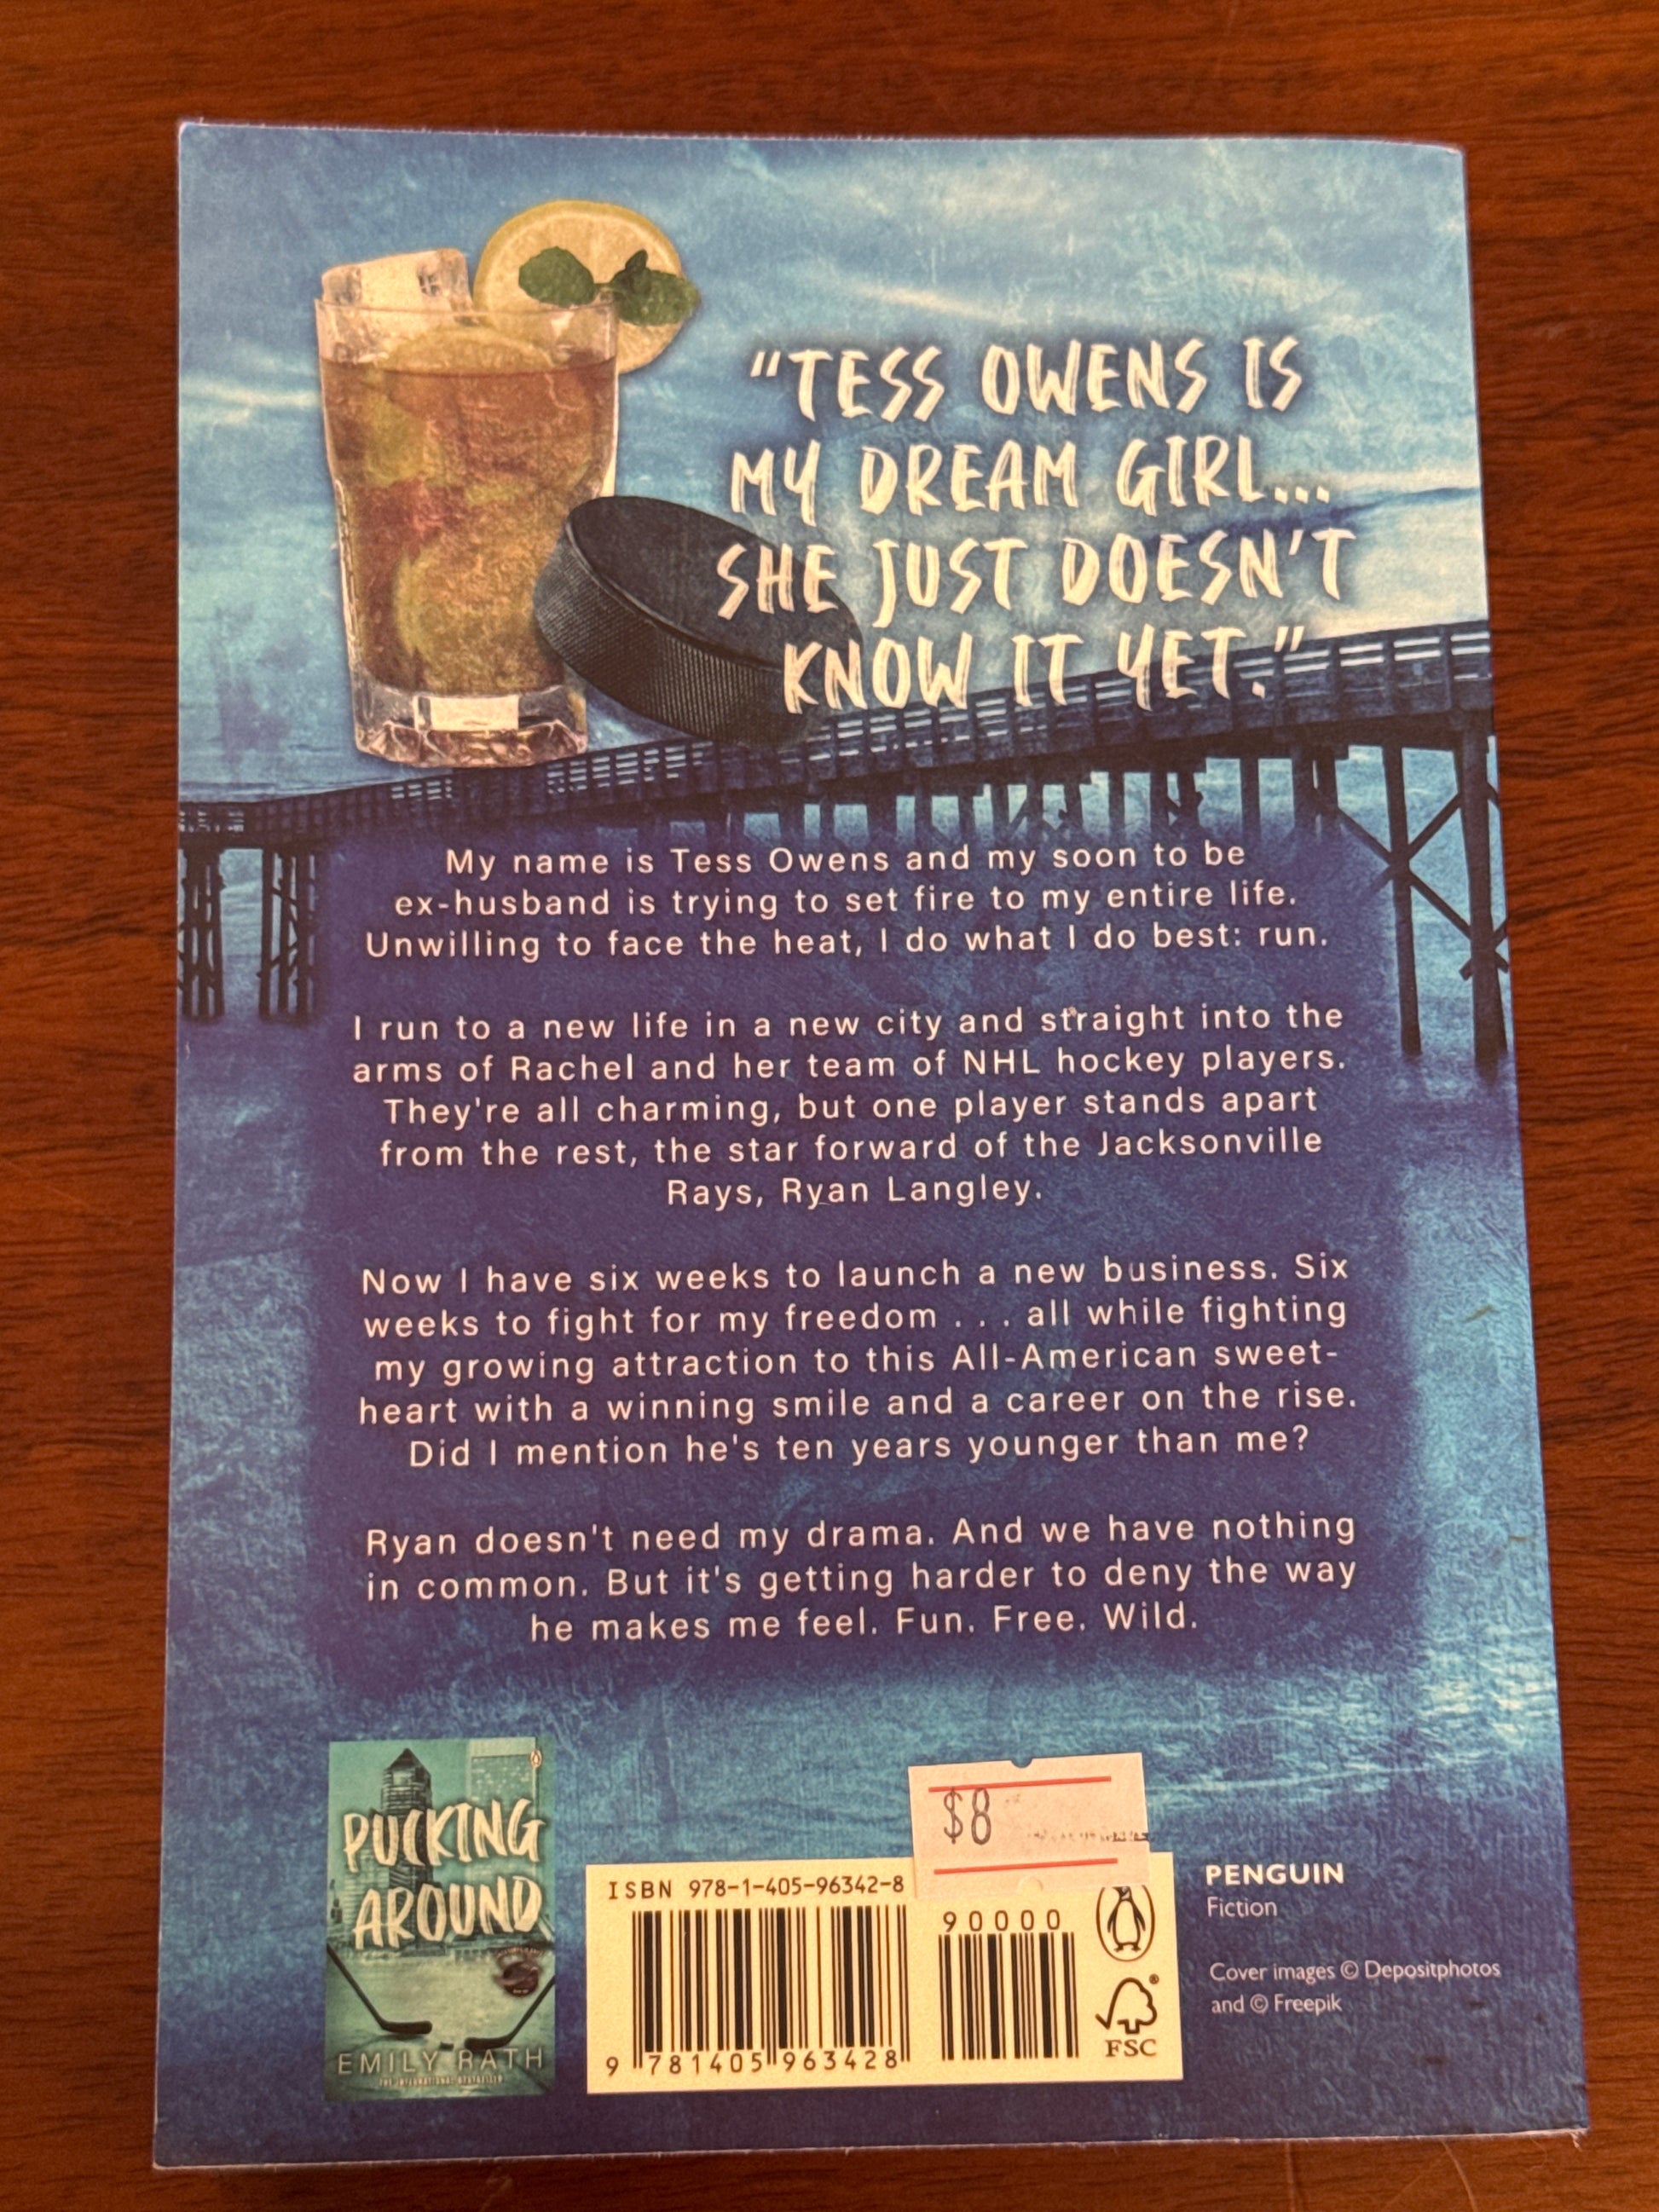 "TESS OWENS IS
MY DREAM GIRL...
SHE JUST DOESN'T
KNOW IT YET."
My name is Tess Owens and my soon to be
ex-husband is trying to set fire to my entire life.
Unwilling to face the heat, I do what I do best: run.
I run to a new life in a new city and straight into the
arms of Rachel and her team of NHL hockey players.
They're all charming, but one player stands apart
from the rest, the star forward of the Jacksonville
Rays, Ryan Langley.
Now I have six weeks to launch a new business. Six
weeks to fight for my freedom . . . all while fighting
my growing attraction to this All-American sweet-
heart with a winning smile and a career on the rise.
Did I mention he's ten years younger than me?
Ryan doesn't need my drama. And we have nothing
in common. But it's getting harder to deny the way
he makes me feel. Fun. Free. Wild.
PUCKING
AROUND
EMILY RATH
THE INTERNATIONAL BESTSELLER
$8
ISBN 978-1-405-96342-8
90000
9 781405 963428
FSC
PENGUIN
Fiction
Cover images © Depositphotos
and © Freepik